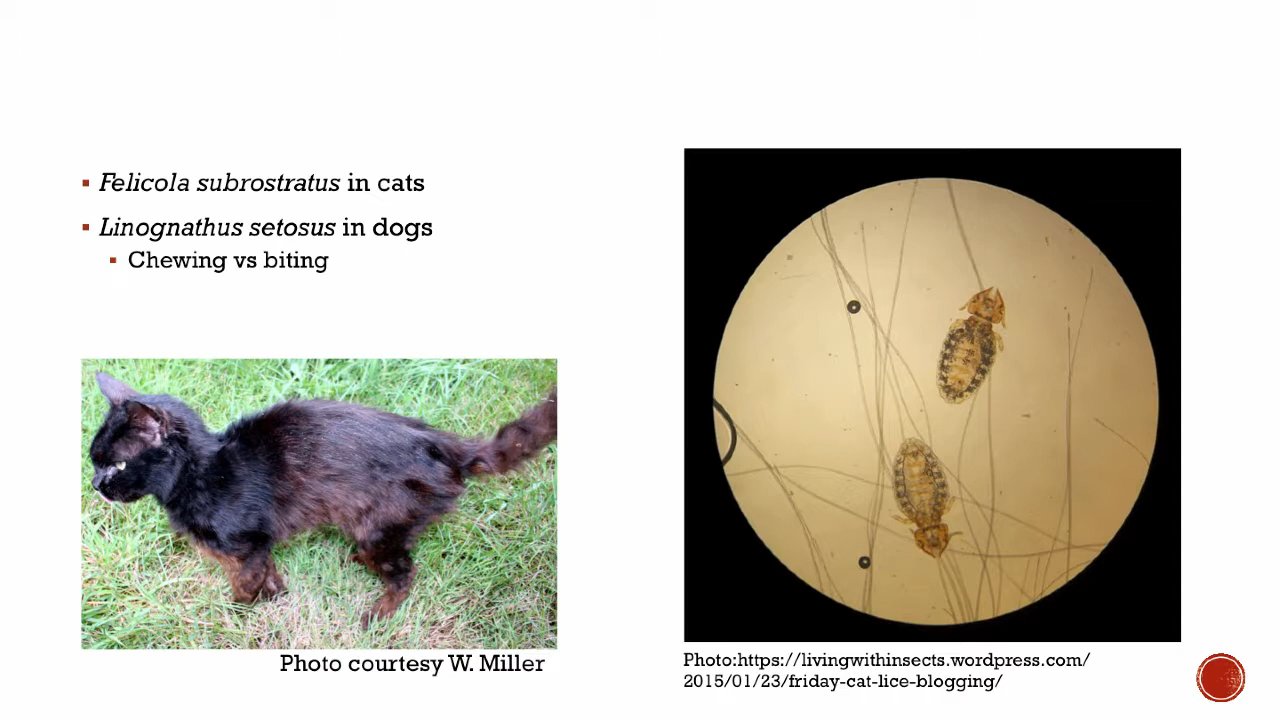 Felicola subrostratus in cats
Linognathus setosus in dogs
Chewing vs biting
Photo courtesy W. Miller
Photo:https://livingwithinsects.wordpress.com/
2015/01/23/friday-cat-lice-blogging/